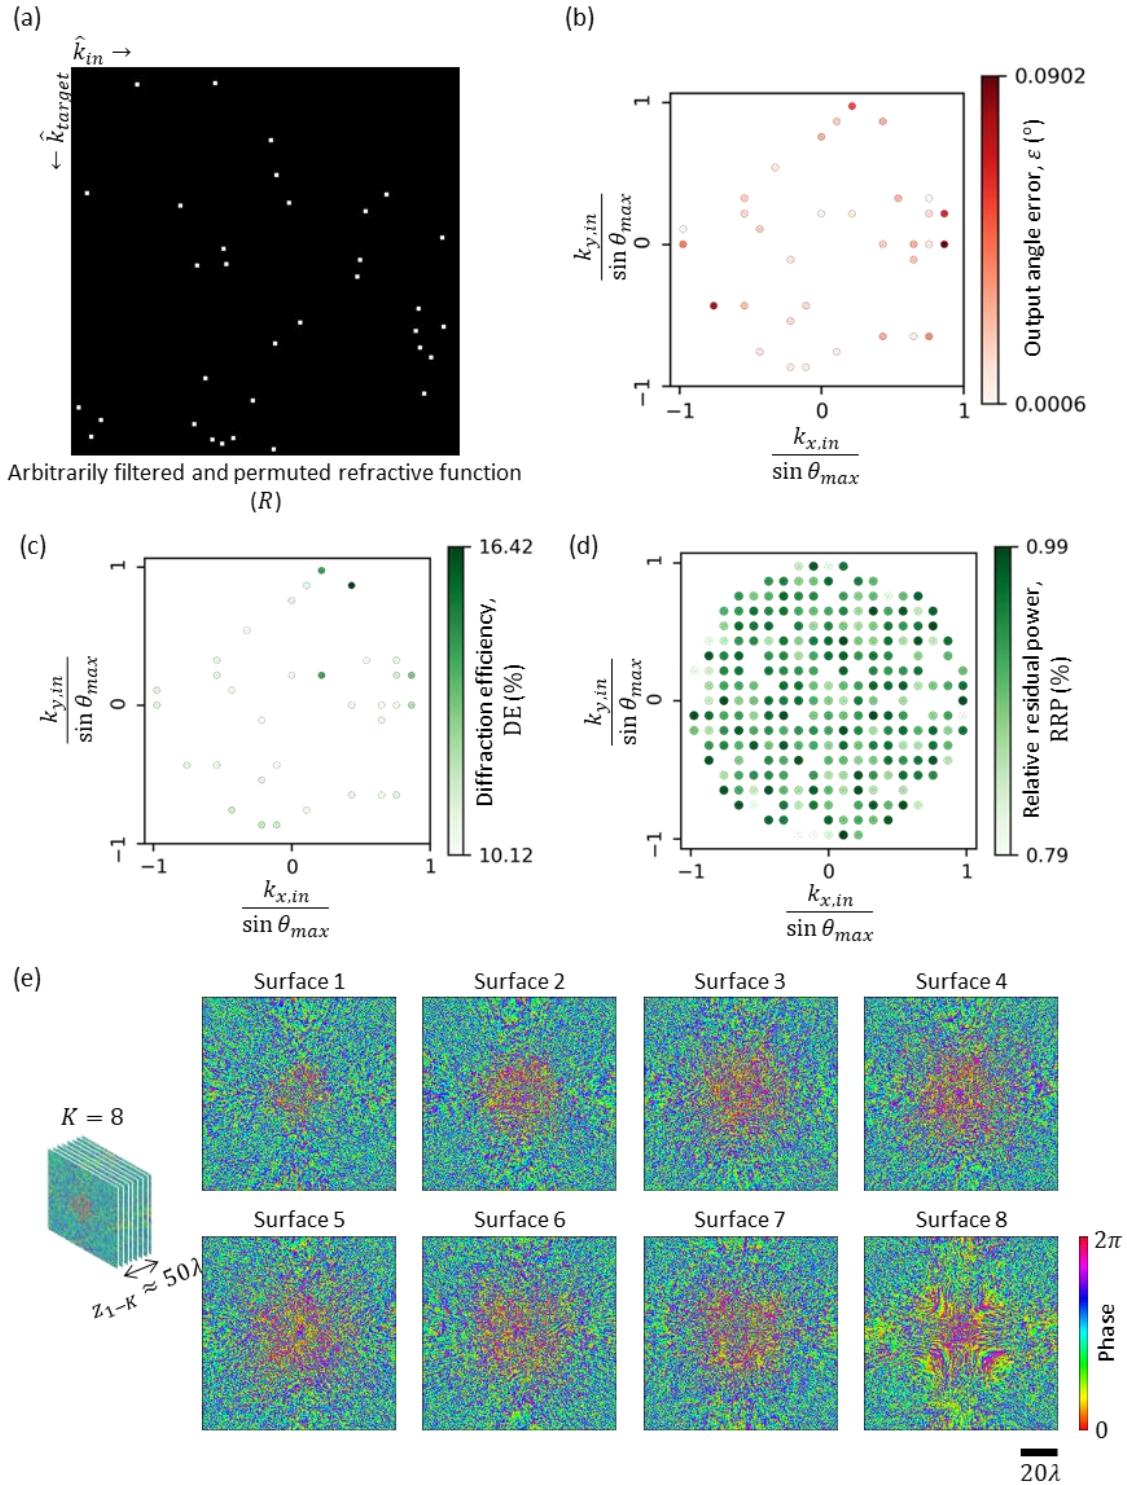 (a)
k̂_in →
← k̂_target
Arbitrarily filtered and permuted refractive function
(R)
(b)
1
0
−1
k_y,in
sin θ_max
−1
0
1
k_x,in
sin θ_max
0.0902
0.0006
Output angle error, ε (°)
(c)
1
0
−1
k_y,in
sin θ_max
−1
0
1
k_x,in
sin θ_max
16.42
10.12
Diffraction efficiency,
DE (%)
(d)
1
0
−1
k_y,in
sin θ_max
−1
0
1
k_x,in
sin θ_max
0.99
0.79
Relative residual power,
RRP (%)
(e)
K = 8
z_1−K ≈ 50λ
Surface 1
Surface 2
Surface 3
Surface 4
Surface 5
Surface 6
Surface 7
Surface 8
2π
Phase
0
20λ